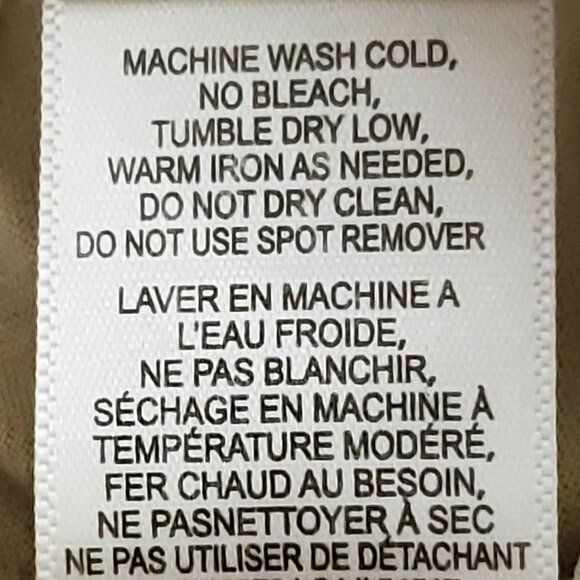 MACHINE WASH COLD,
NO BLEACH,
TUMBLE DRY LOW,
WARM IRON AS NEEDED,
DO NOT DRY CLEAN,
DO NOT USE SPOT REMOVER
LAVER EN MACHINE A
L'EAU FROIDE,
NE PAS BLANCHIR,
SÉCHAGE EN MACHINE À
TEMPÉRATURE MODÉRÉ,
FER CHAUD AU BESOIN,
NE PASNETTOYER À SEC
NE PAS UTILISER DE DÉTACHANT